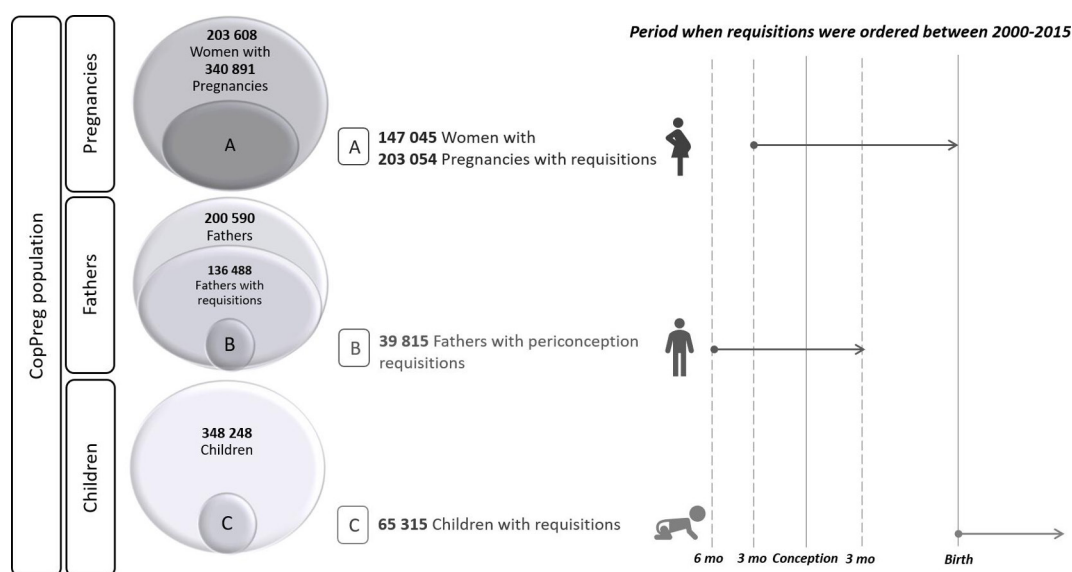 CopPreg population
Pregnancies
203 608
Women with
340 891
Pregnancies
A
A
147 045 Women with
203 054 Pregnancies with requisitions
Period when requisitions were ordered between 2000-2015
Fathers
200 590
Fathers
136 488
Fathers with
requisitions
B
B
39 815 Fathers with periconception
requisitions
Children
348 248
Children
C
C
65 315 Children with requisitions
6 mo 3 mo Conception 3 mo Birth